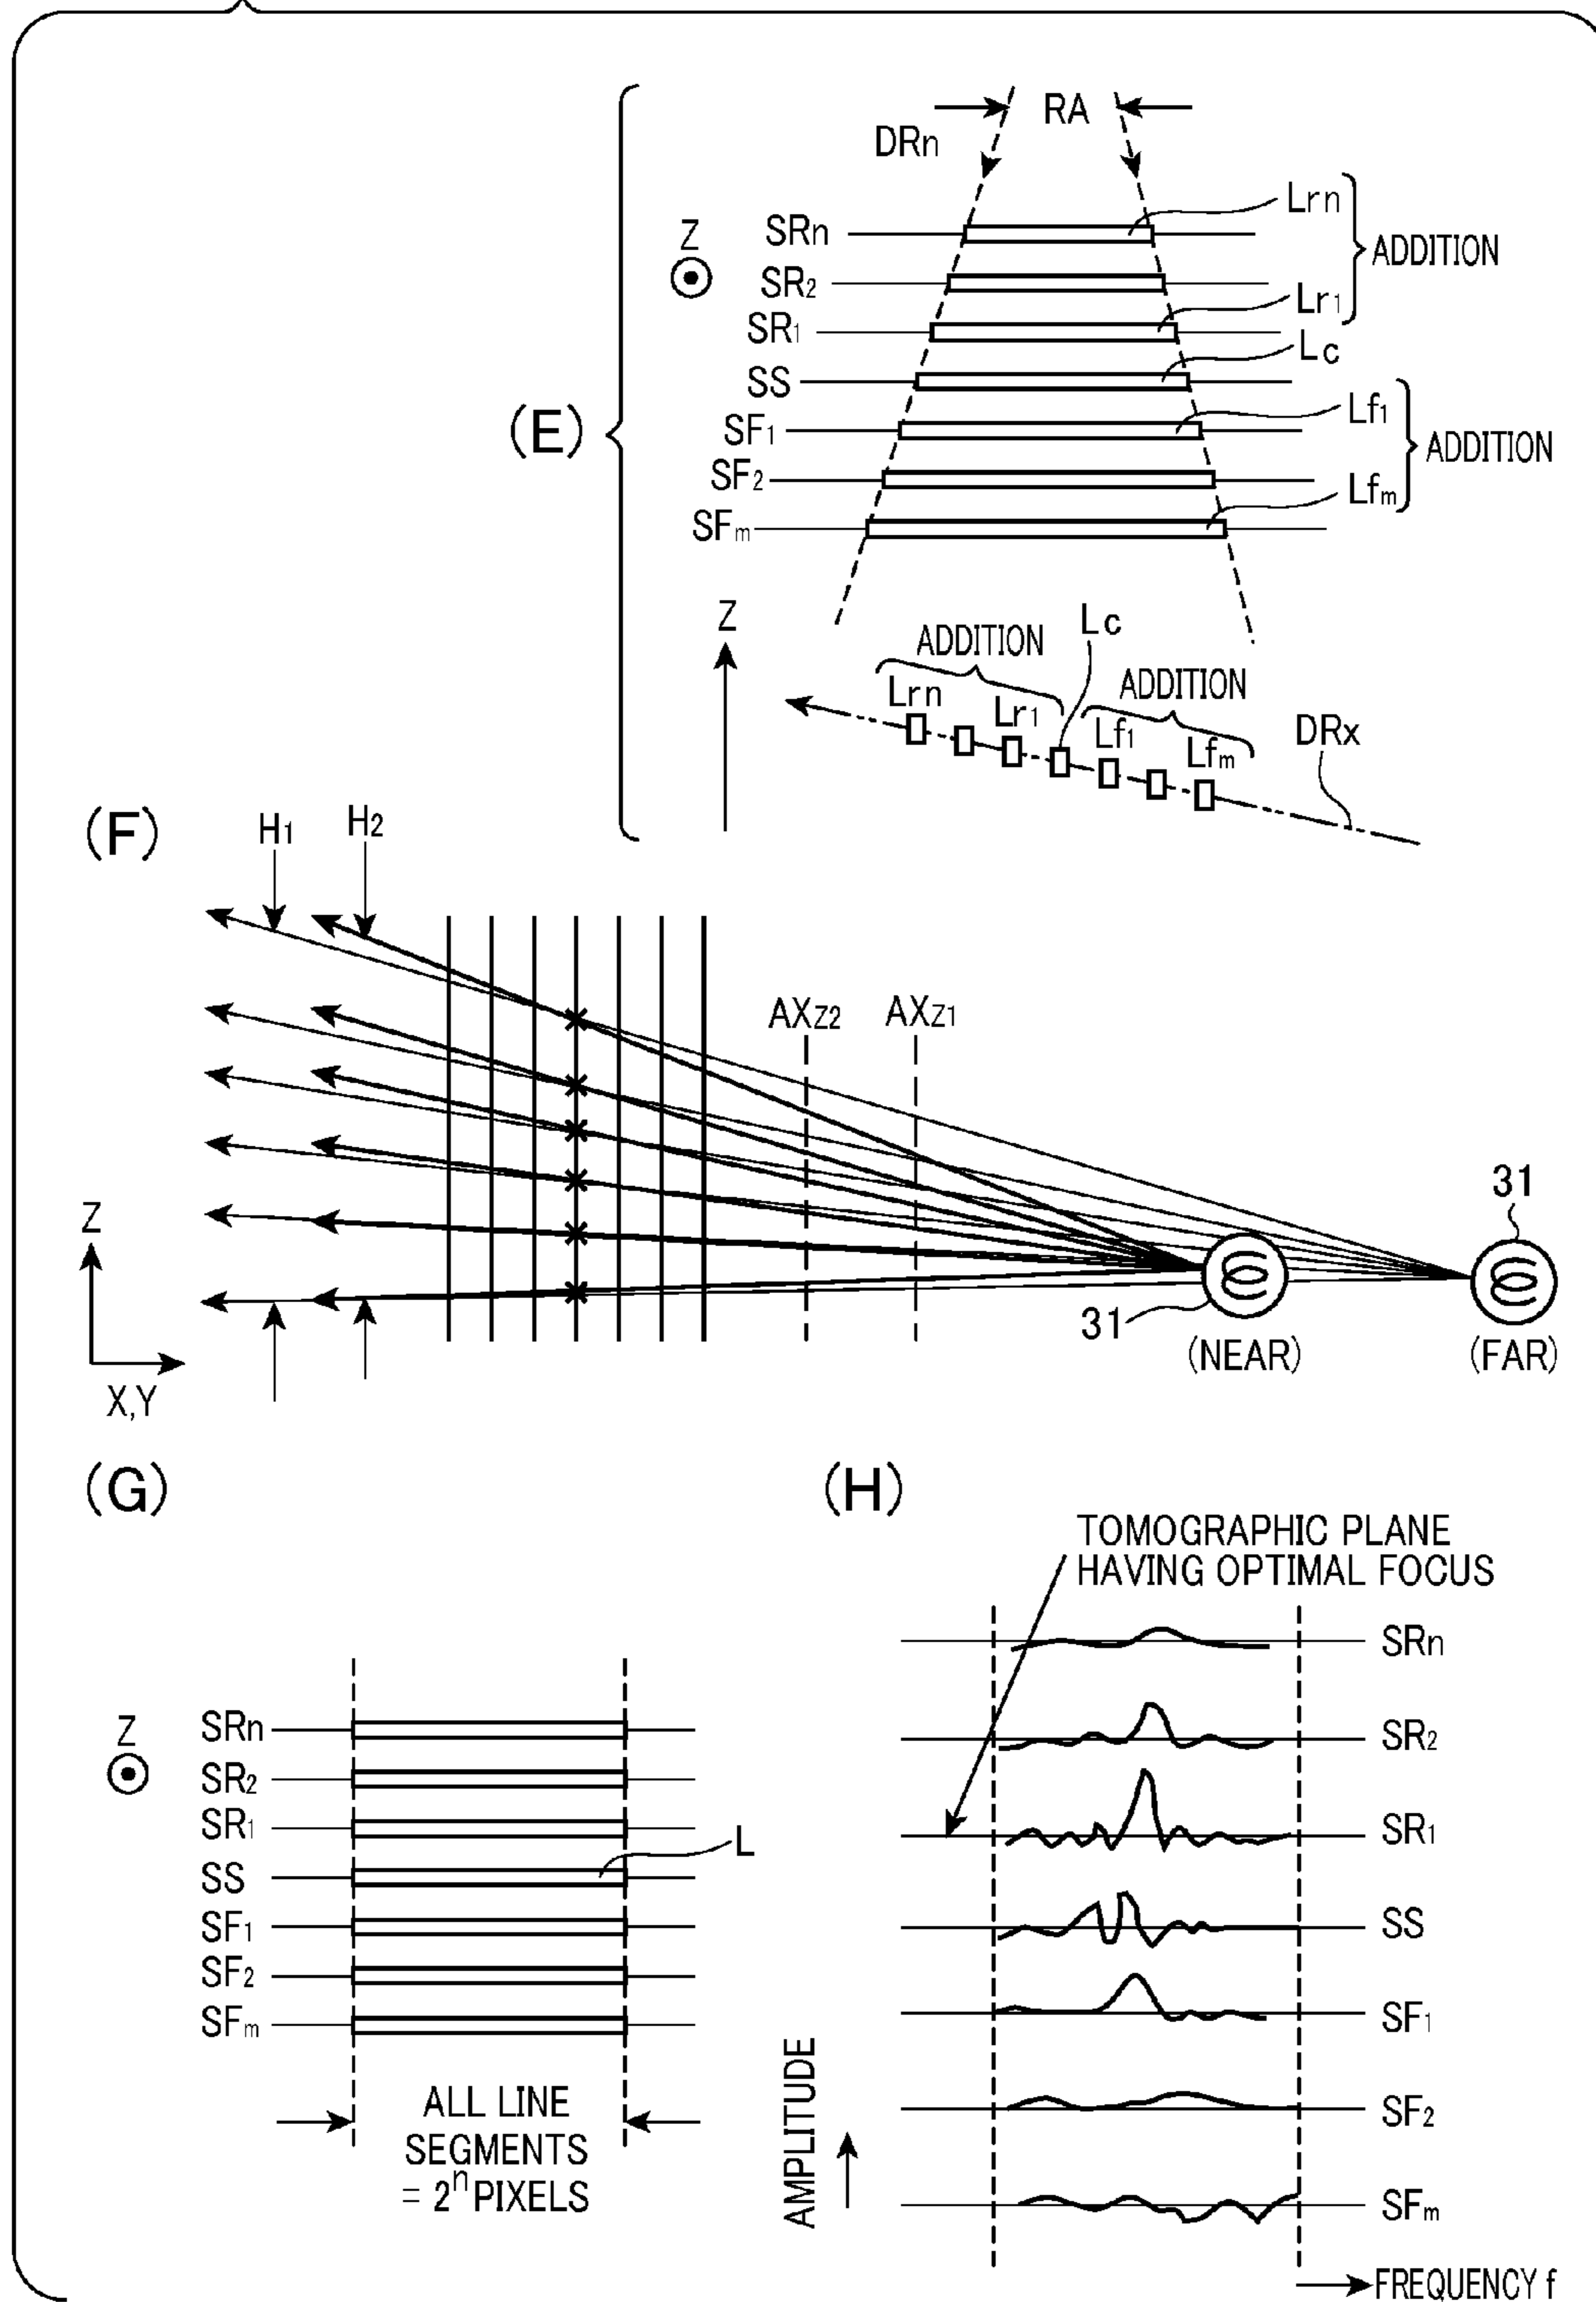 (E)
RA
DRn
Z
SRn
SR2
SR1
SS
SF1
SF2
SFm
Lrn
Lr1
Lc
Lf1
Lfm
ADDITION
ADDITION
Z
ADDITION
Lrn
Lr1
Lc
ADDITION
Lf1
Lfm
DRx
(F)
H1
H2
AXZ2
AXZ1
31
31
(NEAR)
(FAR)
Z
X,Y
(G)
Z
SRn
SR2
SR1
SS
SF1
SF2
SFm
L
ALL LINE
SEGMENTS
= 2^n PIXELS
(H)
TOMOGRAPHIC PLANE
HAVING OPTIMAL FOCUS
SRn
SR2
SR1
SS
SF1
SF2
SFm
AMPLITUDE
FREQUENCY f